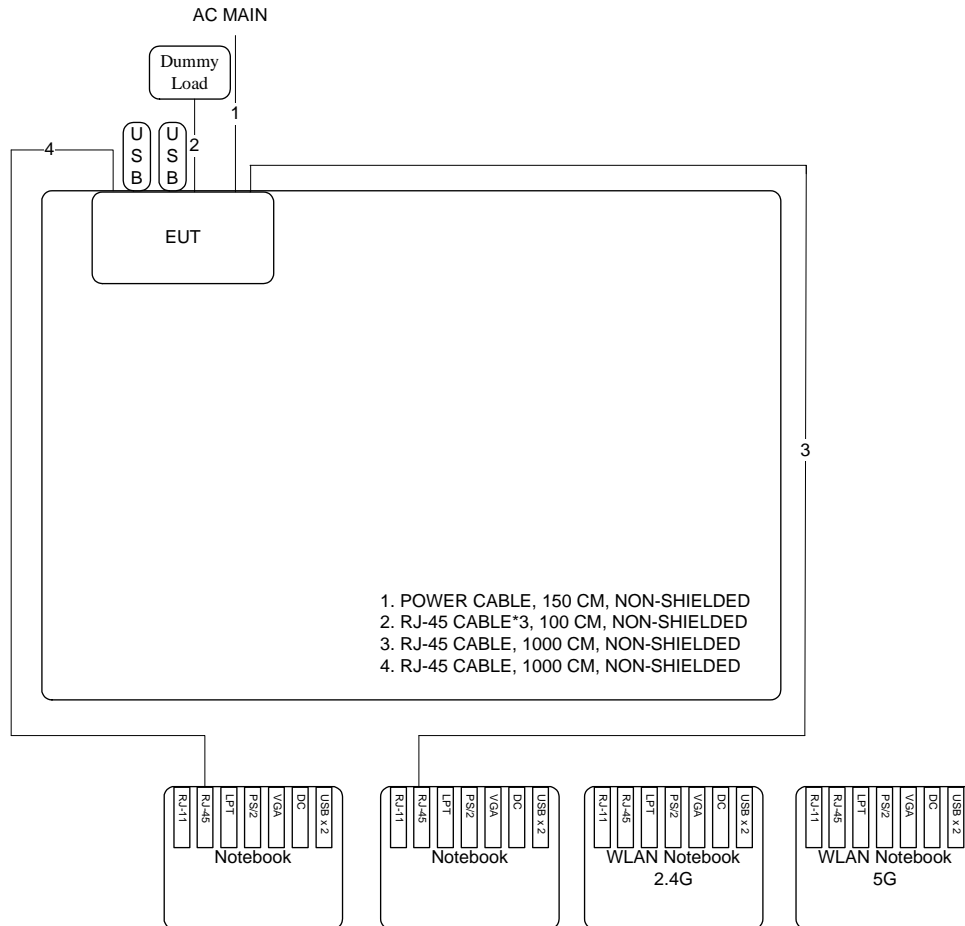 AC MAIN
Dummy
Load
1
4
U
S
B
U
S
B
2
EUT
3
1. POWER CABLE, 150 CM, NON-SHIELDED
2. RJ-45 CABLE*3, 100 CM, NON-SHIELDED
3. RJ-45 CABLE, 1000 CM, NON-SHIELDED
4. RJ-45 CABLE, 1000 CM, NON-SHIELDED
RJ-11
RJ-45
LPT
PS/2
VGA
DC
USB x 2
Notebook
RJ-11
RJ-45
LPT
PS/2
VGA
DC
USB x 2
Notebook
RJ-11
RJ-45
LPT
PS/2
VGA
DC
USB x 2
WLAN Notebook
2.4G
RJ-11
RJ-45
LPT
PS/2
VGA
DC
USB x 2
WLAN Notebook
5G